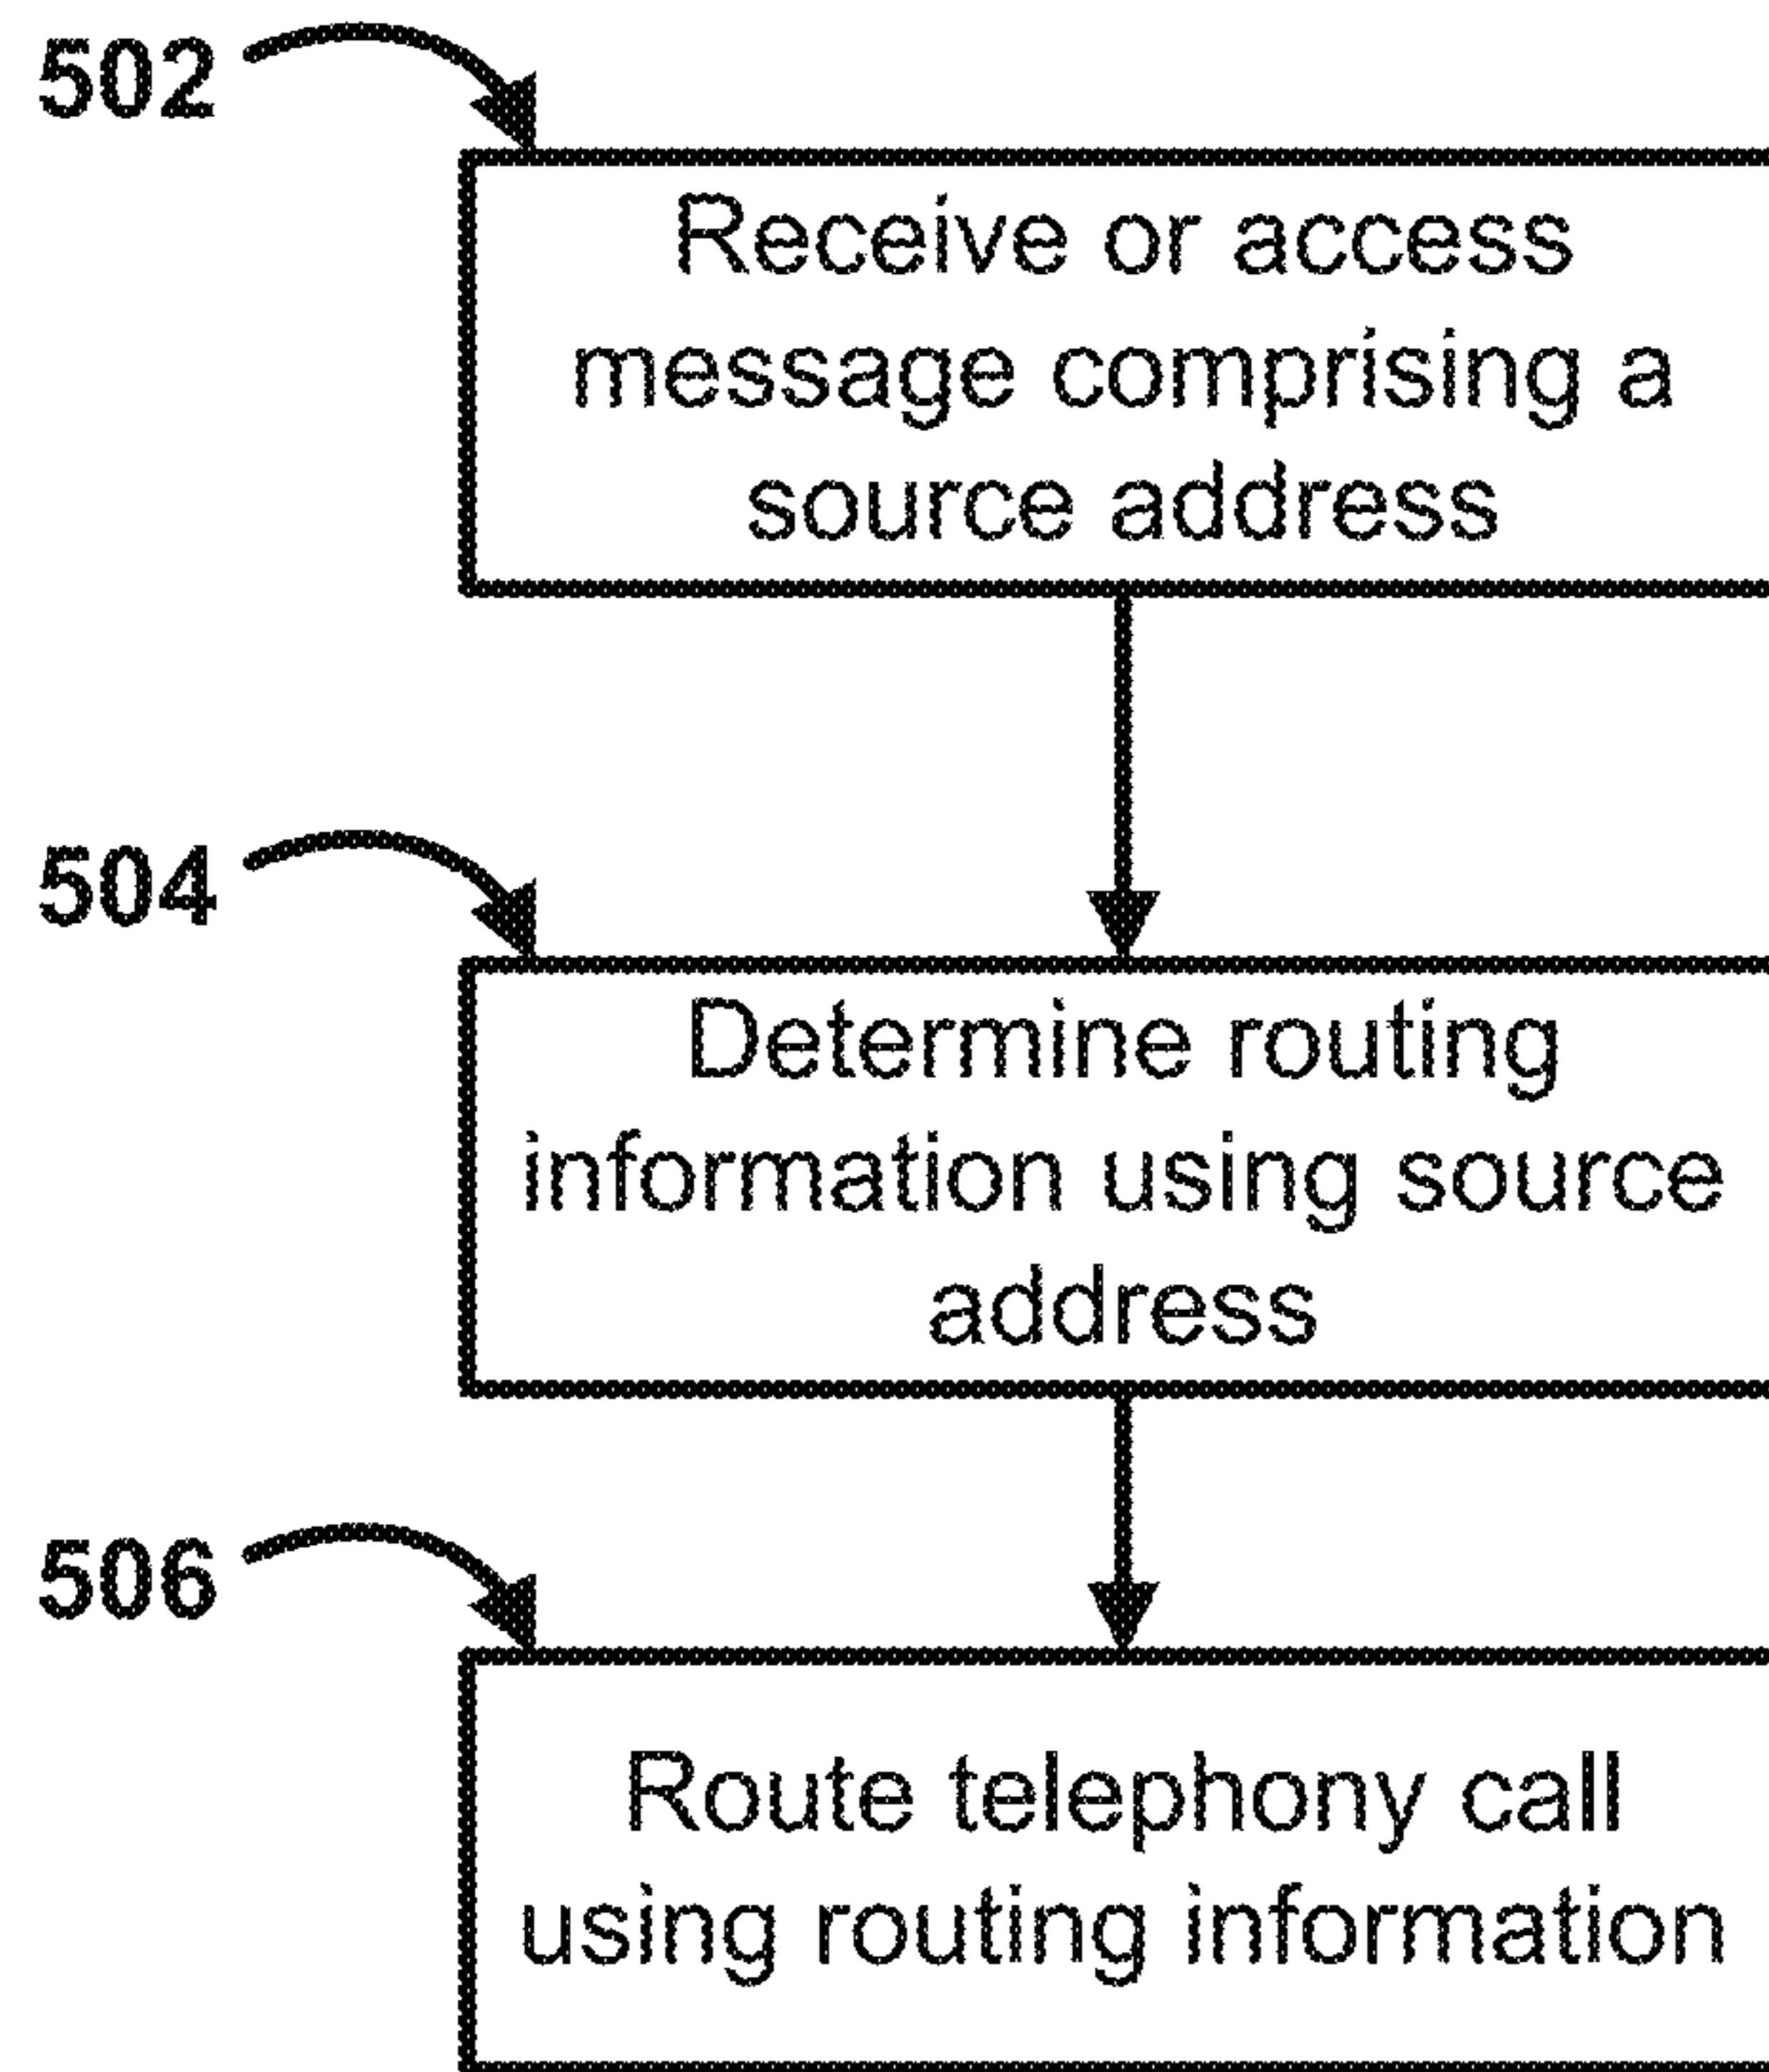 502
Receive or access
message comprising a
source address
504
Determine routing
information using source
address
506
Route telephony call
using routing information